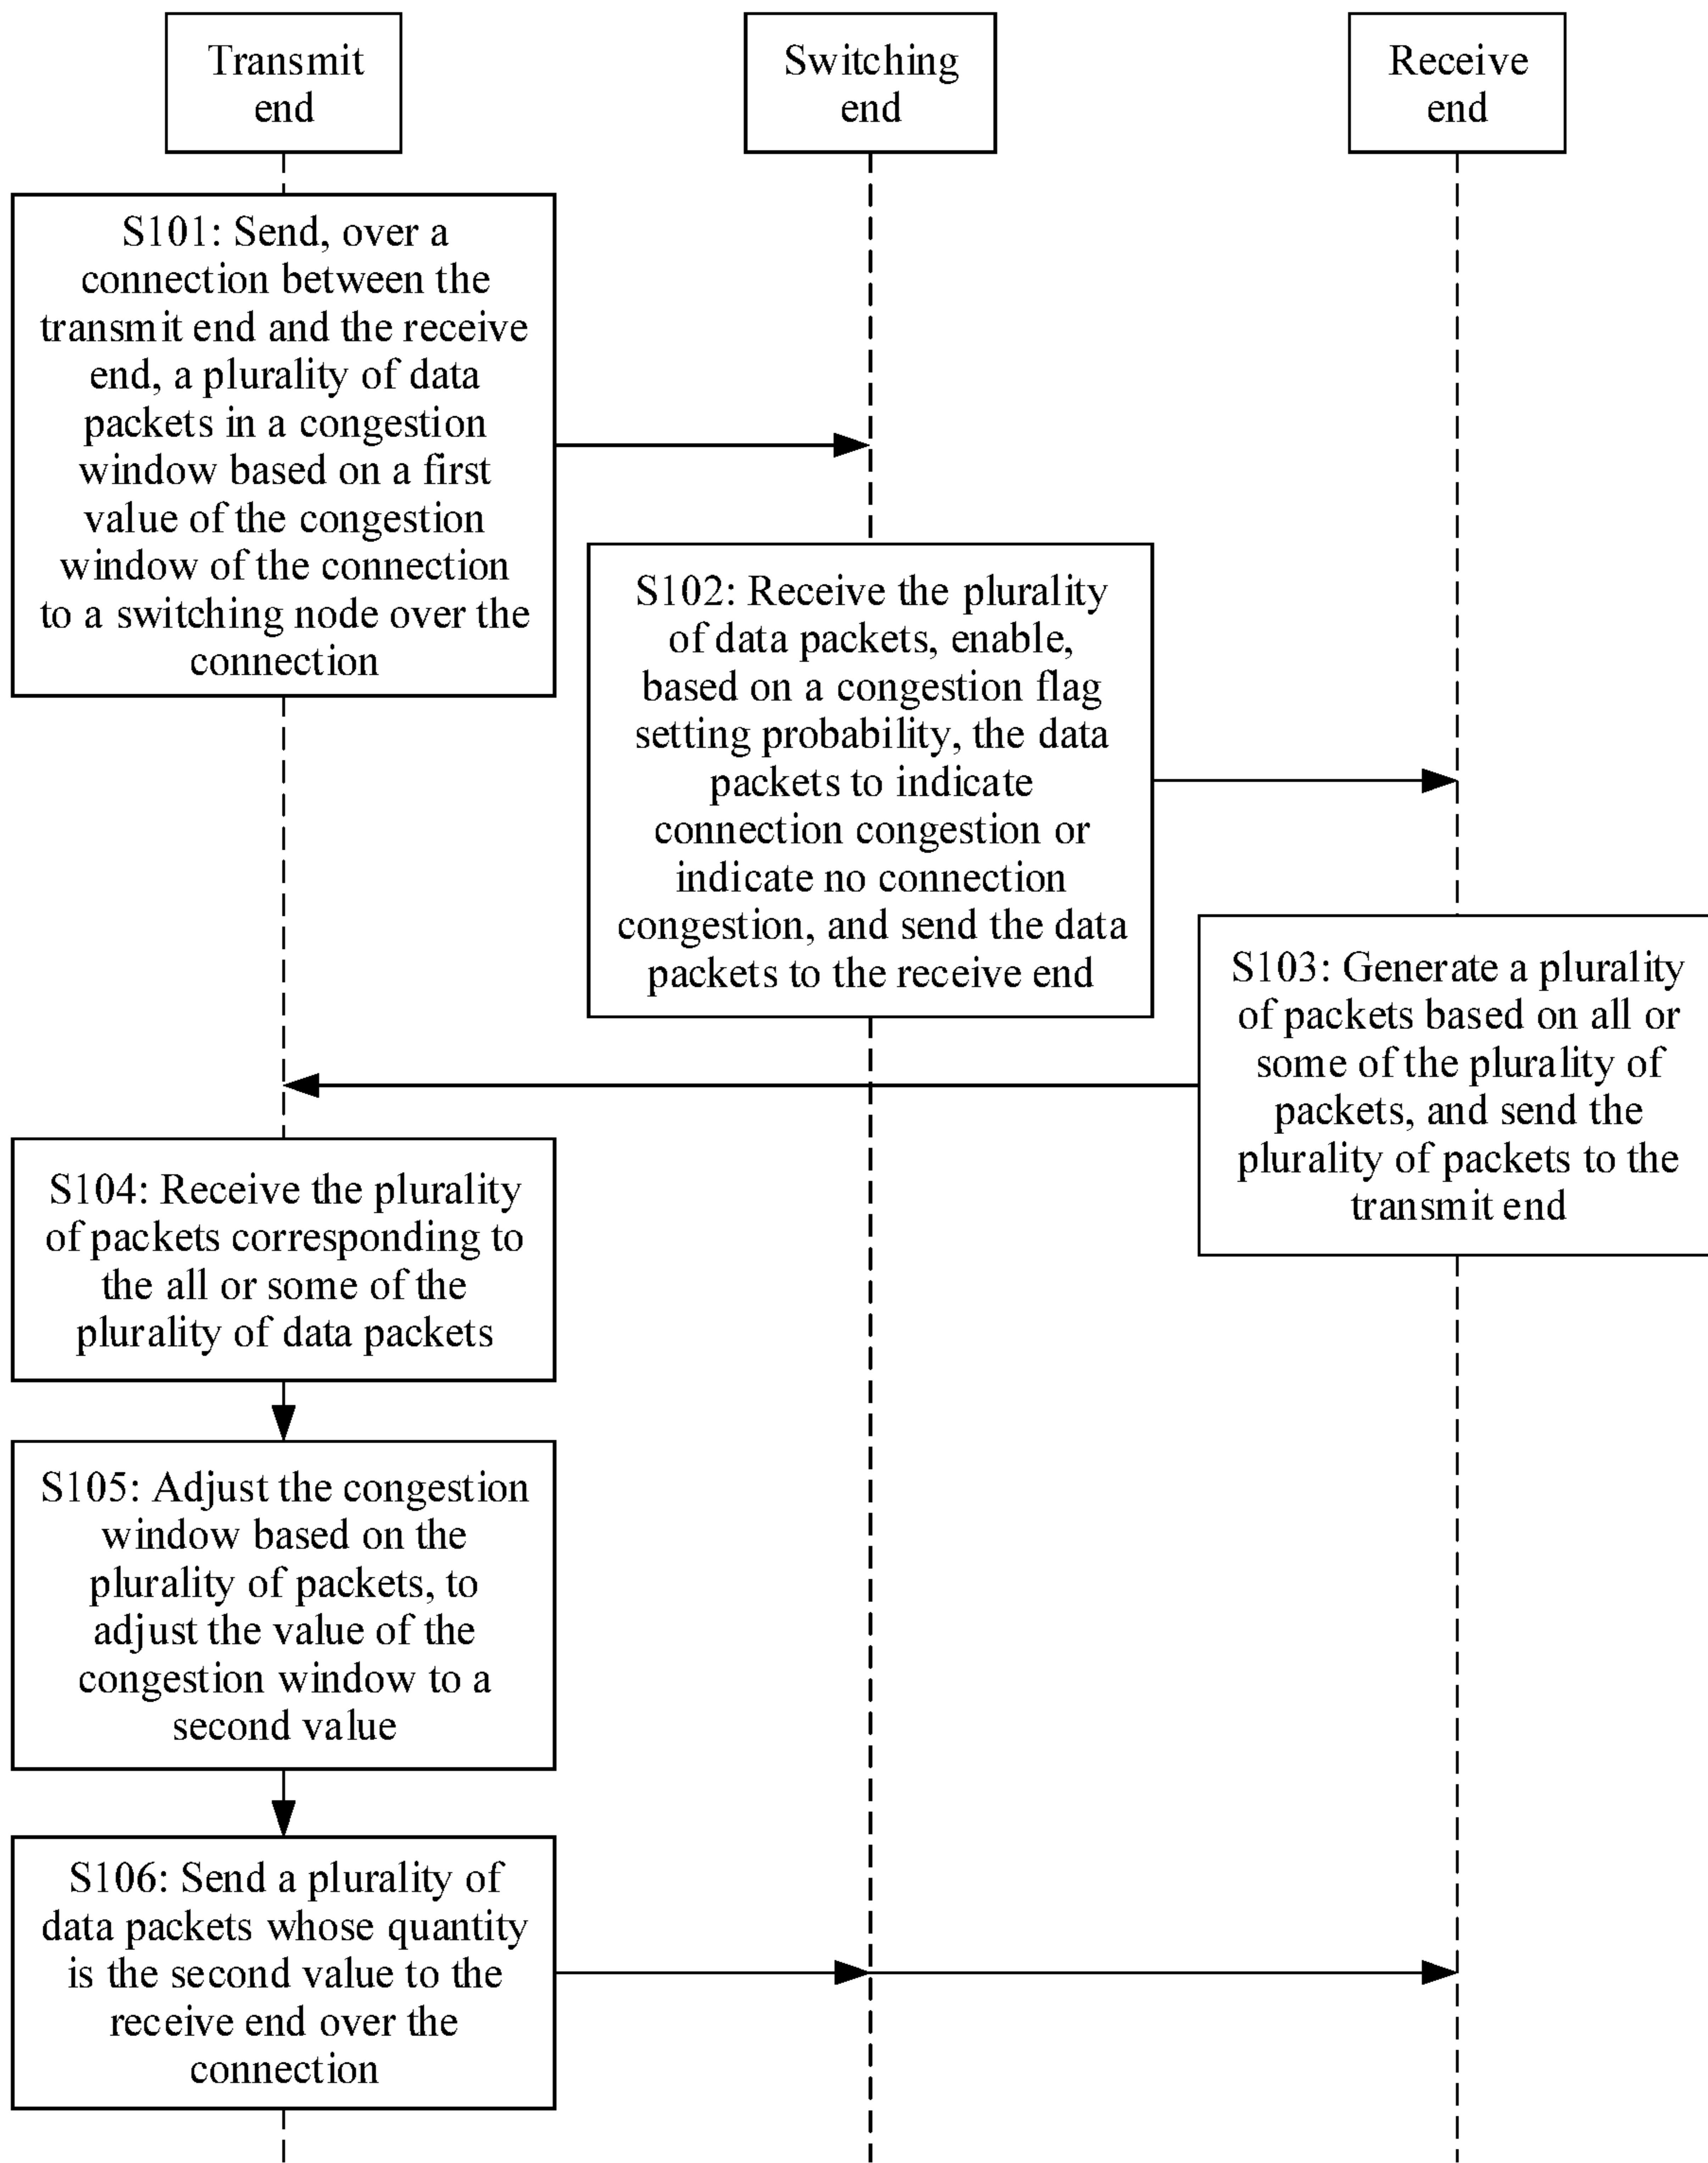 Transmit
end
Switching
end
Receive
end
S101: Send, over a
connection between the
transmit end and the receive
end, a plurality of data
packets in a congestion
window based on a first
value of the congestion
window of the connection
to a switching node over the
connection
S102: Receive the plurality
of data packets, enable,
based on a congestion flag
setting probability, the data
packets to indicate
connection congestion or
indicate no connection
congestion, and send the data
packets to the receive end
S103: Generate a plurality
of packets based on all or
some of the plurality of
packets, and send the
plurality of packets to the
transmit end
S104: Receive the plurality
of packets corresponding to
the all or some of the
plurality of data packets
S105: Adjust the congestion
window based on the
plurality of packets, to
adjust the value of the
congestion window to a
second value
S106: Send a plurality of
data packets whose quantity
is the second value to the
receive end over the
connection